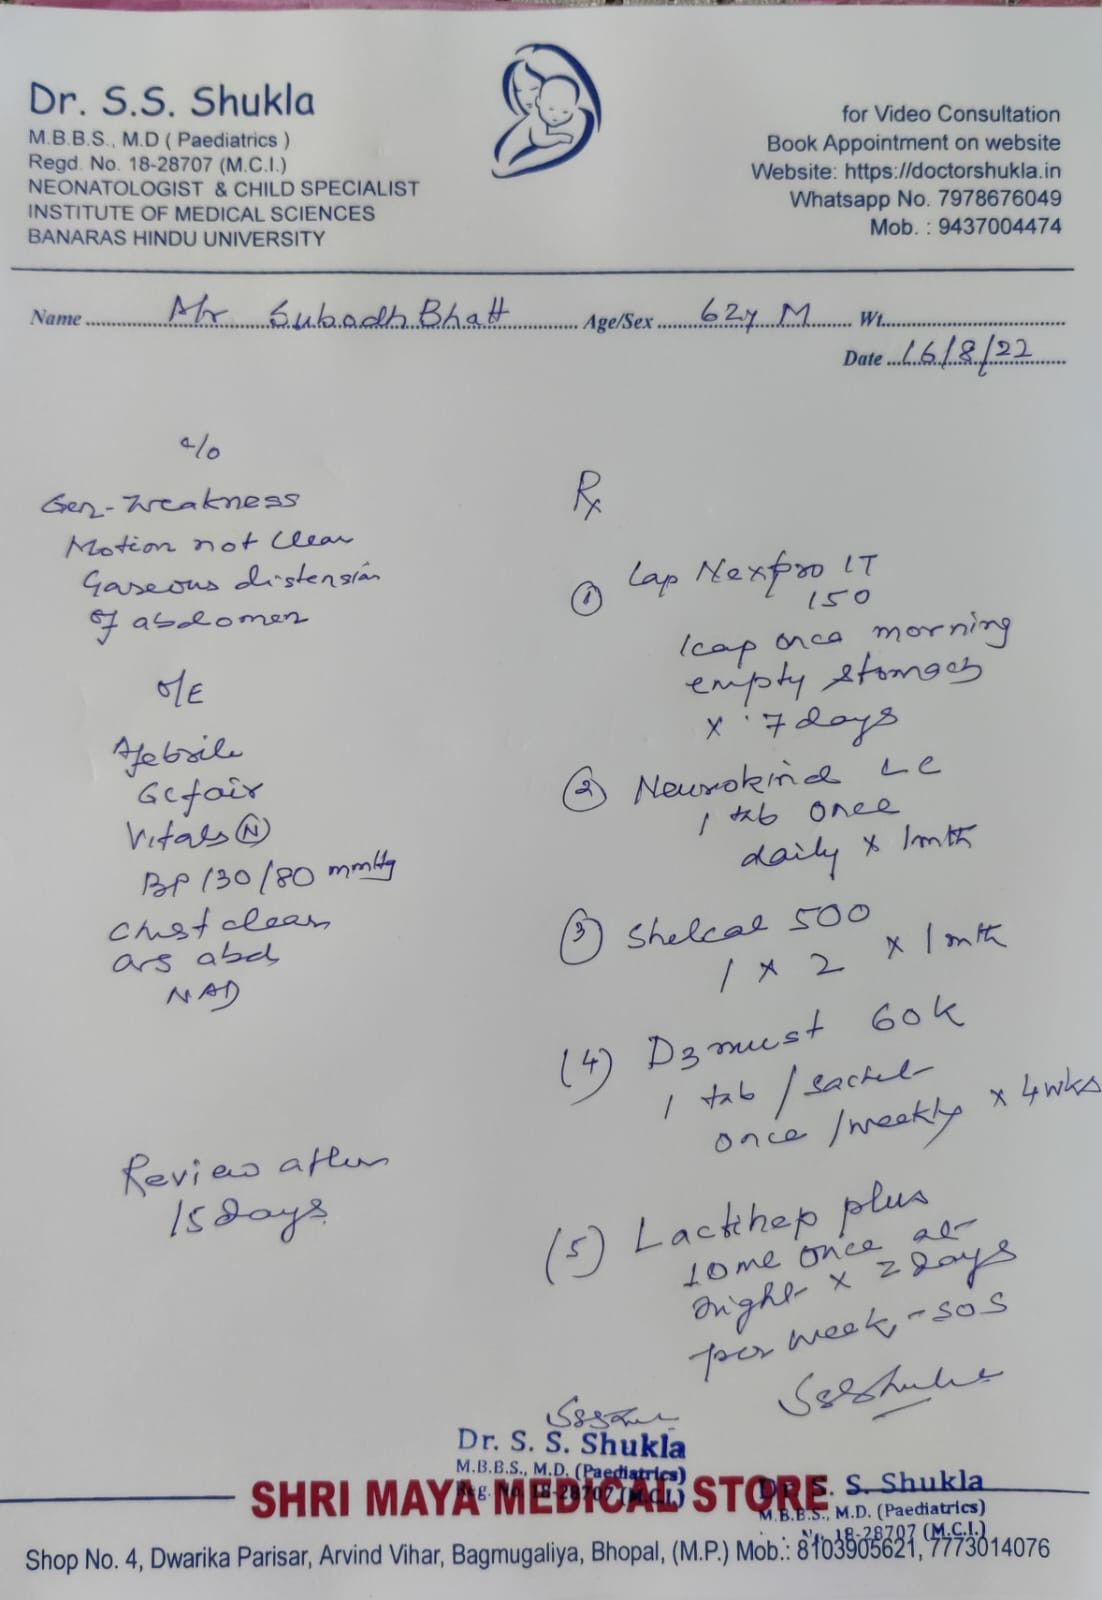 Dr. S.S. Shukla
M.B.B.S., M.D ( Paediatrics )
Regd. No. 18-28707 (M.C.I.)
NEONATOLOGIST & CHILD SPECIALIST
INSTITUTE OF MEDICAL SCIENCES
BANARAS HINDU UNIVERSITY
for Video Consultation
Book Appointment on website
Website: https://doctorshukla.in
Whatsapp No. 7978676049
Mob. : 9437004474
Name Mr Subodh Bhatt Age/Sex 62y M Wt.
Date 16/8/22
c/o
Gen-Weakness
Motion not clear
Gaseous distension
of abdomen
O/E
Afebrile
GC fair
Vitals (N)
BP 130/80 mmHg
Chest clear
abd
NAD
Review after
15 days
Rx
(1) Cap Nexpro IT
150
1 cap once morning
empty stomach
x 7 days
(2) Neurokind LC
1 tab once
daily x 1mth
(3) Shelcal 500
1 x 2 x 1 mth
(4) D3 must 60k
1 tab / sachet
once / weekly x 4 wks
(5) Lactihep plus
10 ml once at
night x 2 days
per week, - SOS
SSShukla
Dr. S. S. Shukla
M.B.B.S., M.D. (Paediatrics)
Reg. No. 18-28707 (M.C.I.)
Dr. S. S. Shukla
M.B.B.S., M.D. (Paediatrics)
18-28707 (M.C.I.)
SHRI MAYA MEDICAL STORE
Shop No. 4, Dwarika Parisar, Arvind Vihar, Bagmugaliya, Bhopal, (M.P.) Mob.: 8103905621, 7773014076